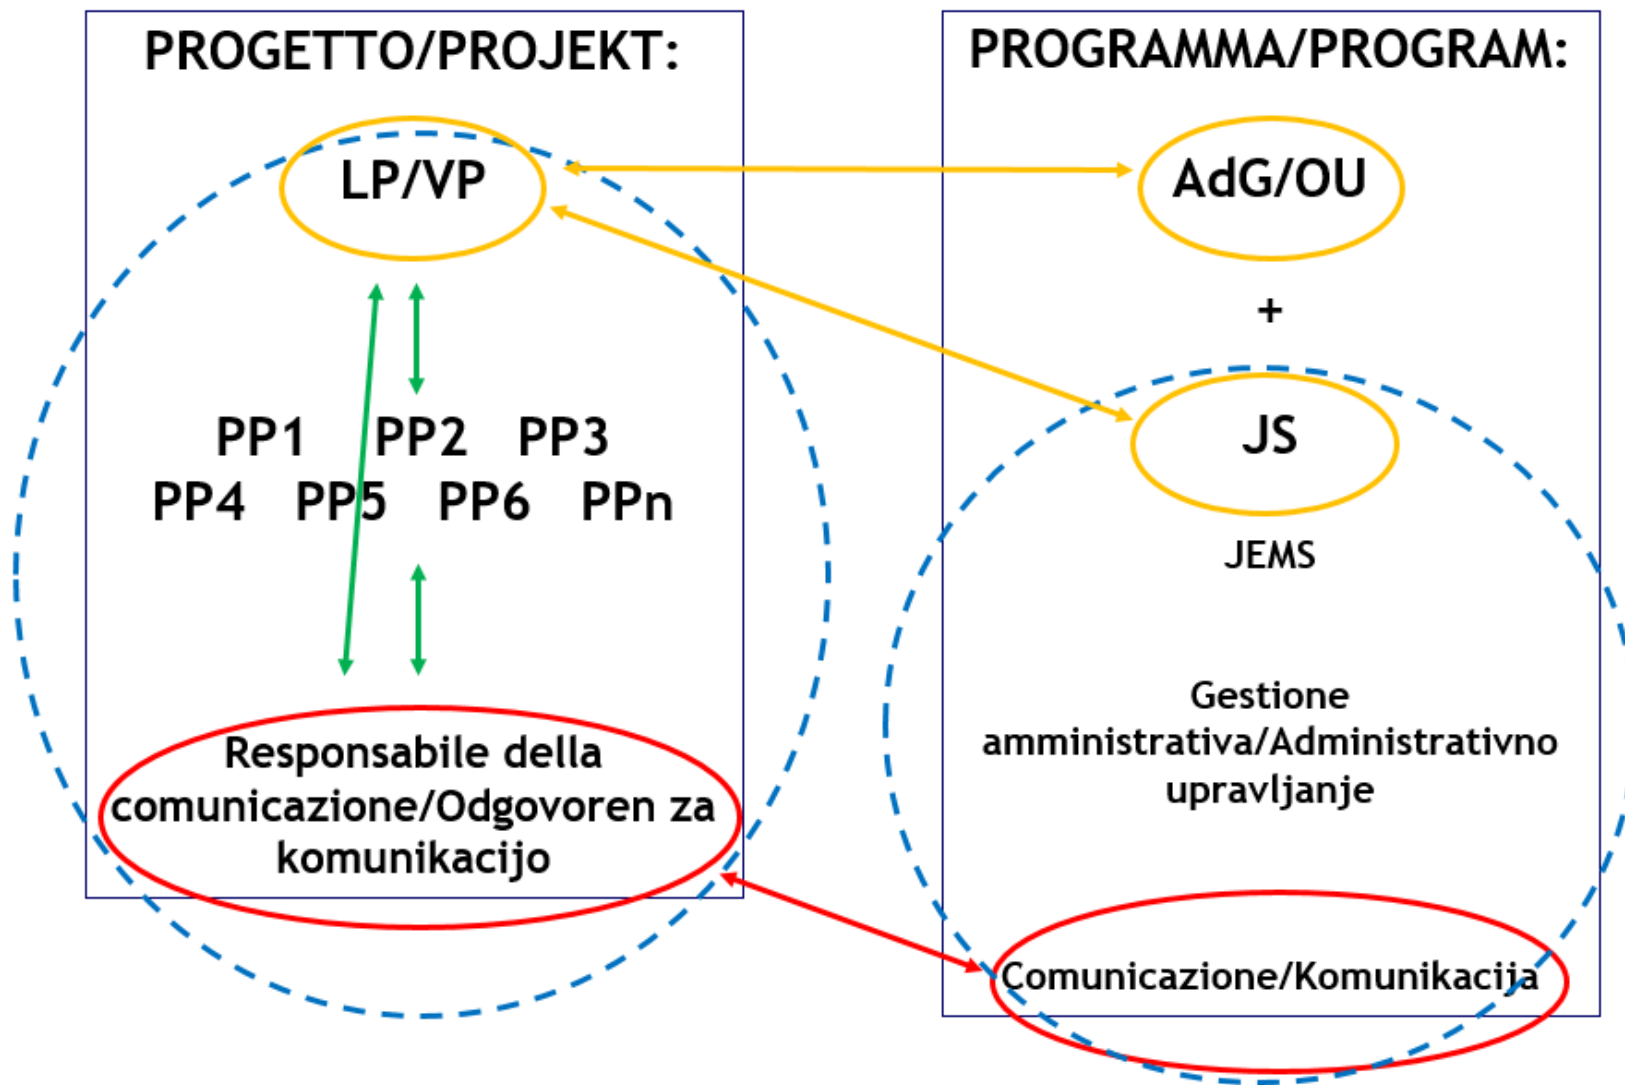 PROGETTO/PROJEKT:
LP/VP
PP1 PP2 PP3
PP4 PP5 PP6 PPn
Responsabile della
comunicazione/Odgovoren za
komunikacijo
PROGRAMMA/PROGRAM:
AdG/OU
+
JS
JEMS
Gestione
amministrativa/Administrativno
upravljanje
Comunicazione/Komunikacija